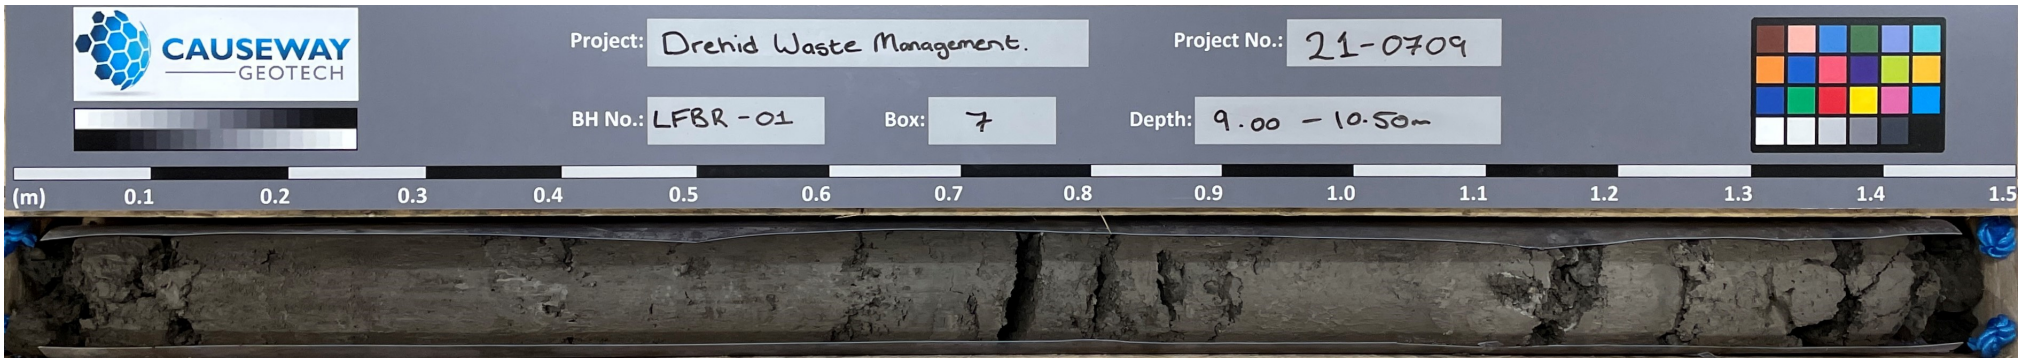 CAUSEWAY
GEOTECH
Project: Drehid Waste Management.
Project No.: 21-0709
BH No.: LFBR-01
Box: 7
Depth: 9.00 - 10.50m
(m) 0.1 0.2 0.3 0.4 0.5 0.6 0.7 0.8 0.9 1.0 1.1 1.2 1.3 1.4 1.5